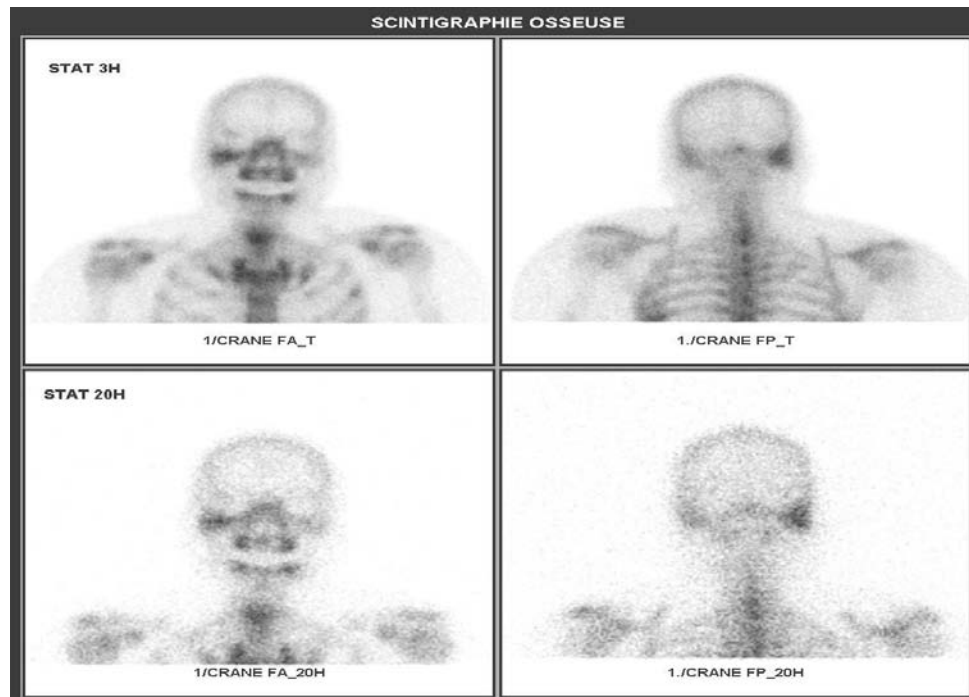 SCINTIGRAPHIE OSSEUSE
STAT 3H
1/CRANE FA_T
1./CRANE FP_T
STAT 20H
1/CRANE FA_20H
1./CRANE FP_20H